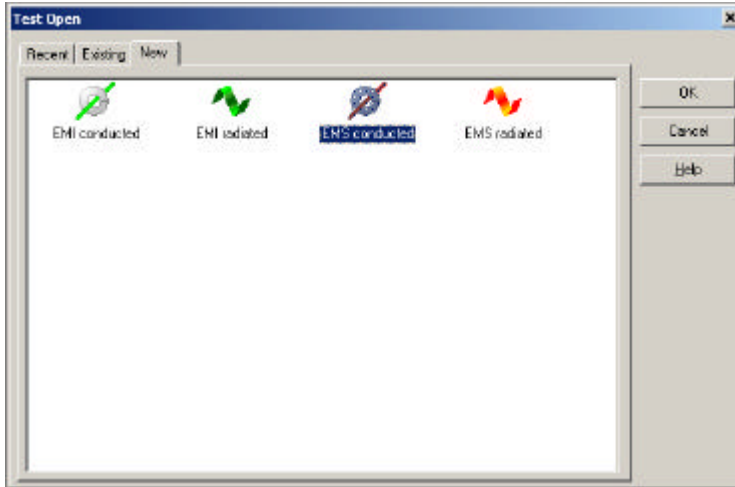 Test Open
Recent Existing New
EMI conducted EMI radiated EMS conducted EMS radiated
OK
Cancel
Help